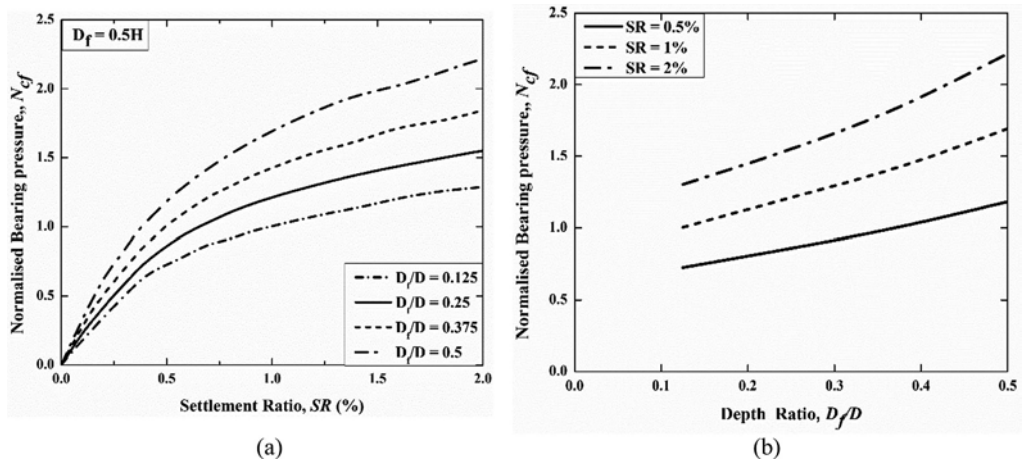 D_f = 0.5H
Normalised Bearing pressure,, N_cf
2.5
2.0
1.5
1.0
0.5
0.0
D_f/D = 0.125
D_f/D = 0.25
D_f/D = 0.375
D_f/D = 0.5
0.0 0.5 1.0 1.5 2.0
Settlement Ratio, SR (%)
(a)
SR = 0.5%
SR = 1%
SR = 2%
Normalised Bearing pressure, N_cf
2.5
2.0
1.5
1.0
0.5
0.0
0.0 0.1 0.2 0.3 0.4 0.5
Depth Ratio, D_f/D
(b)